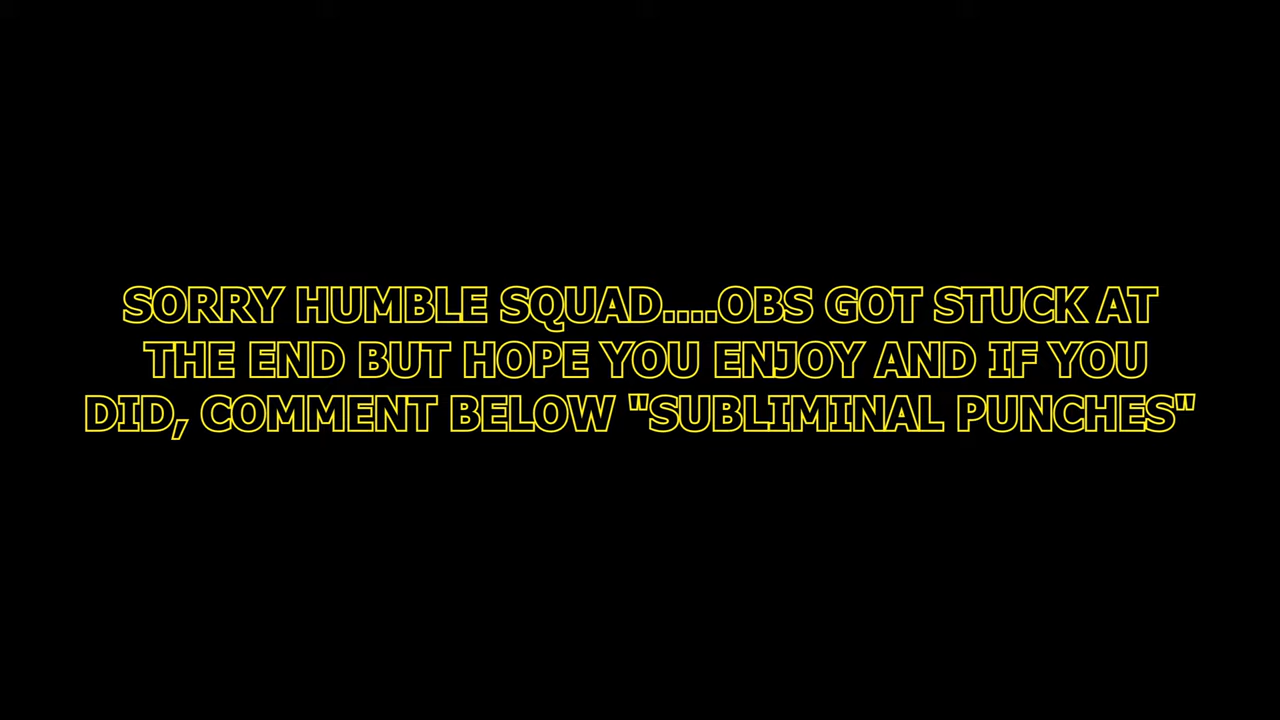 SORRY HUMBLE SQUAD....OBS GOT STUCK AT
THE END BUT HOPE YOU ENJOY AND IF YOU
DID, COMMENT BELOW "SUBLIMINAL PUNCHES"